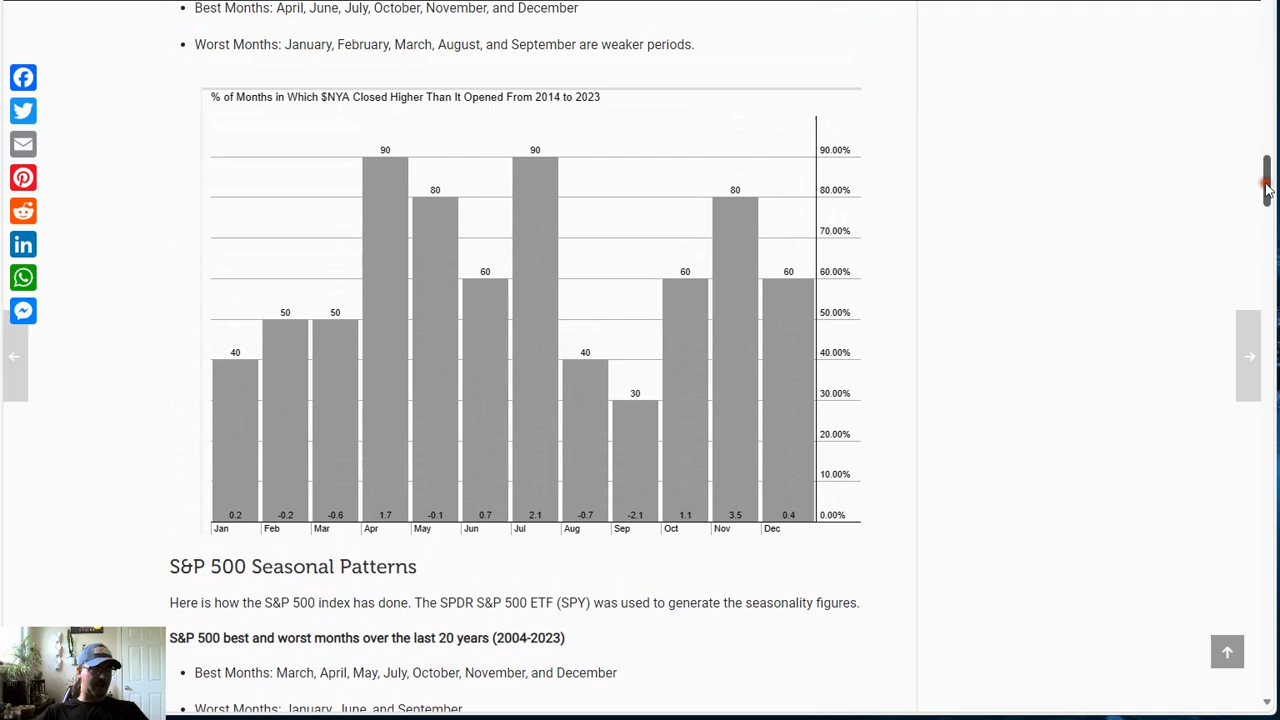 Best Months: April, June, July, October, November, and December
Worst Months: January, February, March, August, and September are weaker periods.
% of Months in Which $NYA Closed Higher Than It Opened From 2014 to 2023
90 90
90.00%
80 80
80.00%
70.00%
60 60 60
60.00%
50 50
50.00%
40 40
40.00%
30
30.00%
20.00%
10.00%
0.2 -0.2 -0.6 1.7 -0.1 0.7 2.1 -0.7 -2.1 1.1 3.5 0.4 0.00%
Jan Feb Mar Apr May Jun Jul Aug Sep Oct Nov Dec
S&P 500 Seasonal Patterns
Here is how the S&P 500 index has done. The SPDR S&P 500 ETF (SPY) was used to generate the seasonality figures.
S&P 500 best and worst months over the last 20 years (2004-2023)
Best Months: March, April, May, July, October, November, and December
Worst Months: January, June, and September